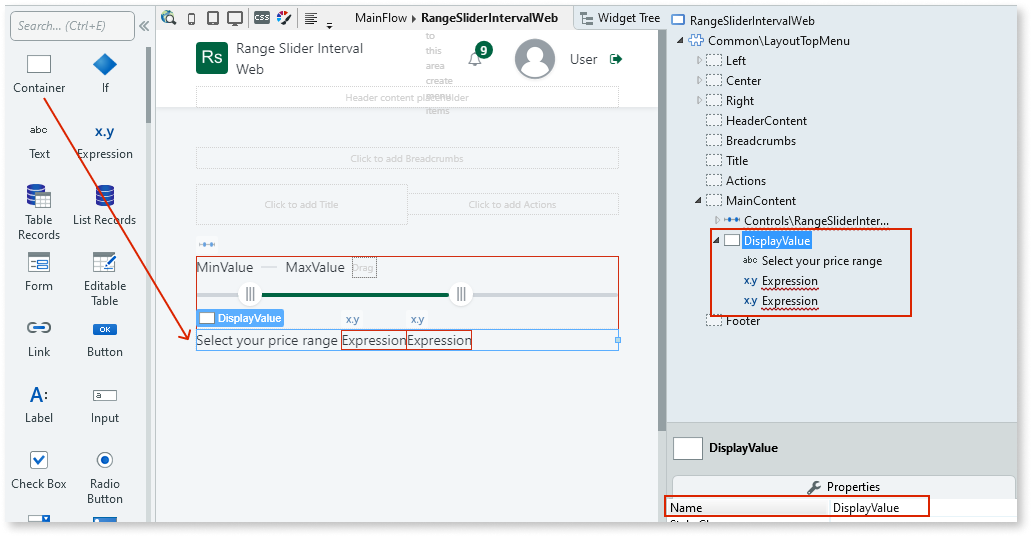 Search... (Ctrl+E)
Container
If
abc
Text
x.y
Expression
Table
Records
List Records
Form
Editable
Table
Link
OK
Button
A:
Label
a
Input
Check Box
Radio
Button
CSS
MainFlow ▸ RangeSliderIntervalWeb
Widget Tree
Rs
Range Slider Interval
Web
to
this
area
create
menu
items
9
User
Header content placeholder
Click to add Breadcrumbs
Click to add Title
Click to add Actions
MinValue
MaxValue
Drag
DisplayValue
x.y
x.y
Select your price range
Expression
Expression
RangeSliderIntervalWeb
Common\LayoutTopMenu
Left
Center
Right
HeaderContent
Breadcrumbs
Title
Actions
MainContent
Controls\RangeSliderInter...
DisplayValue
abc Select your price range
x.y Expression
x.y Expression
Footer
DisplayValue
Properties
Name
DisplayValue